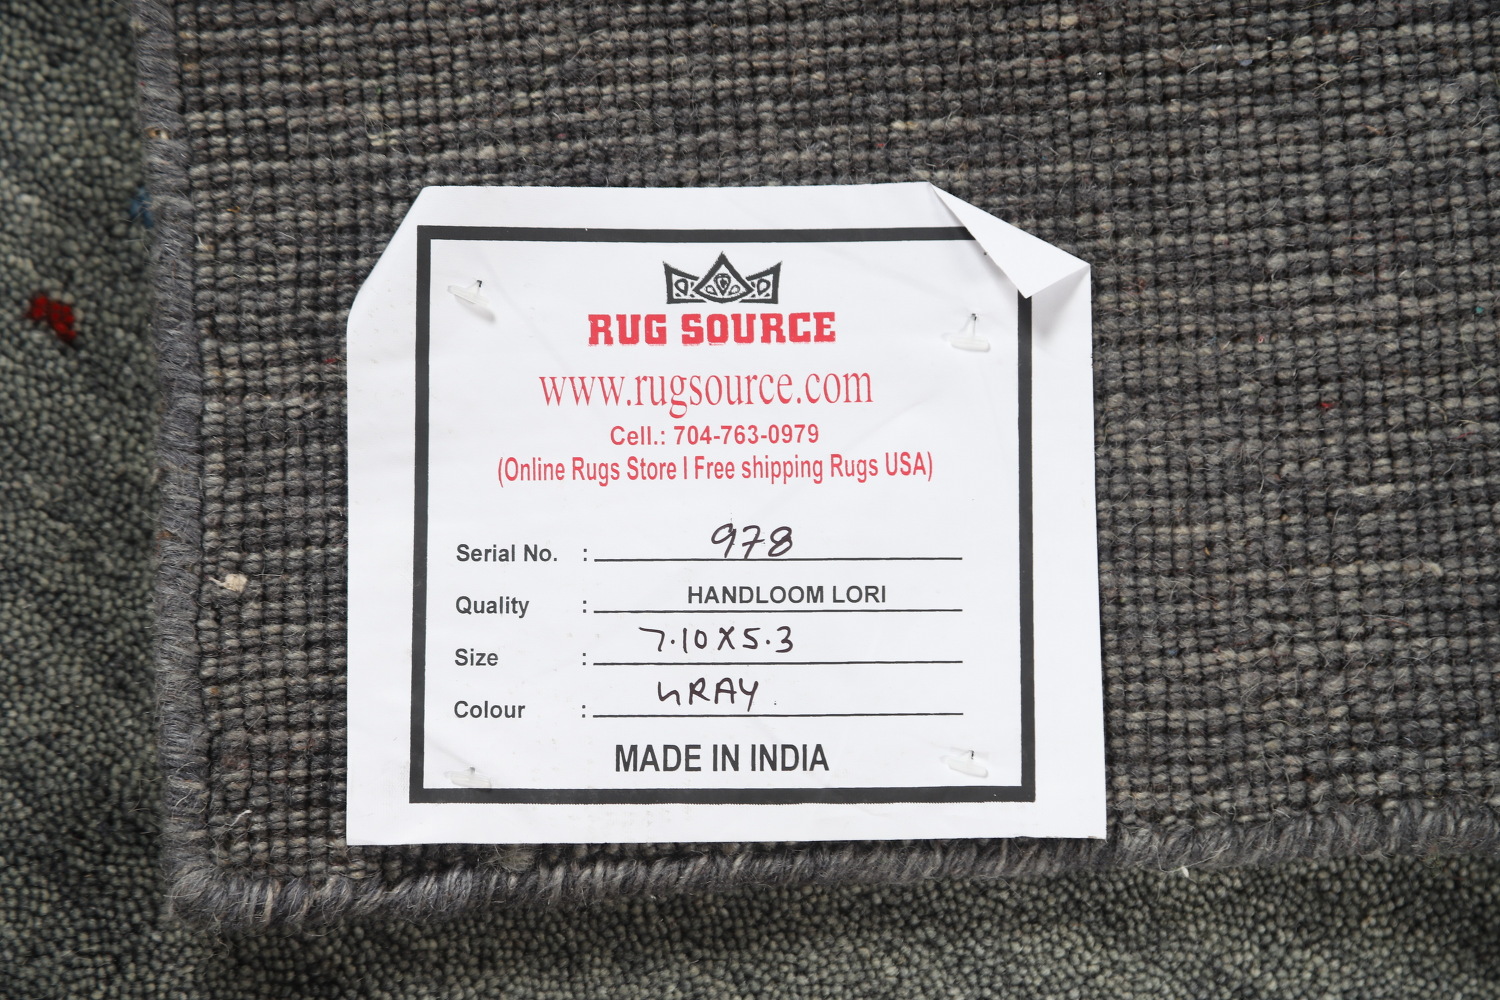 RUG SOURCE
www.rugsource.com
Cell.: 704-763-0979
(Online Rugs Store I Free shipping Rugs USA)
Serial No. : 978
Quality : HANDLOOM LORI
Size : 7.10X5.3
Colour : GRAY
MADE IN INDIA